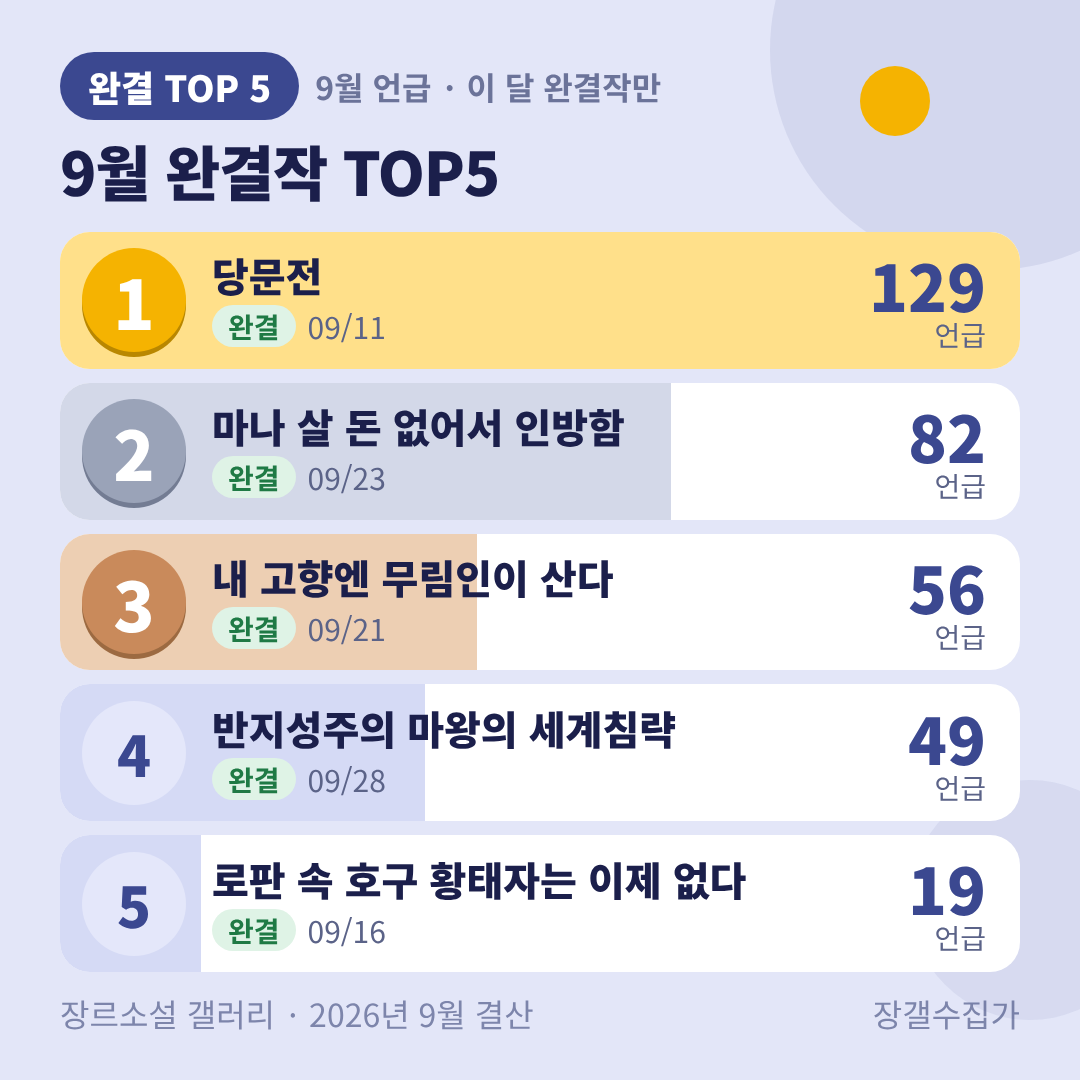 완결 TOP 5 9월 언급 · 이 달 완결작만
9월 완결작 TOP5
1 당문전 129
완결 09/11 언급
2 마나 살 돈 없어서 인방함 82
완결 09/23 언급
3 내 고향엔 무림인이 산다 56
완결 09/21 언급
4 반지성주의 마왕의 세계침략 49
완결 09/28 언급
5 로판 속 호구 황태자는 이제 없다 19
완결 09/16 언급
장르소설 갤러리 · 2026년 9월 결산 장갤수집가